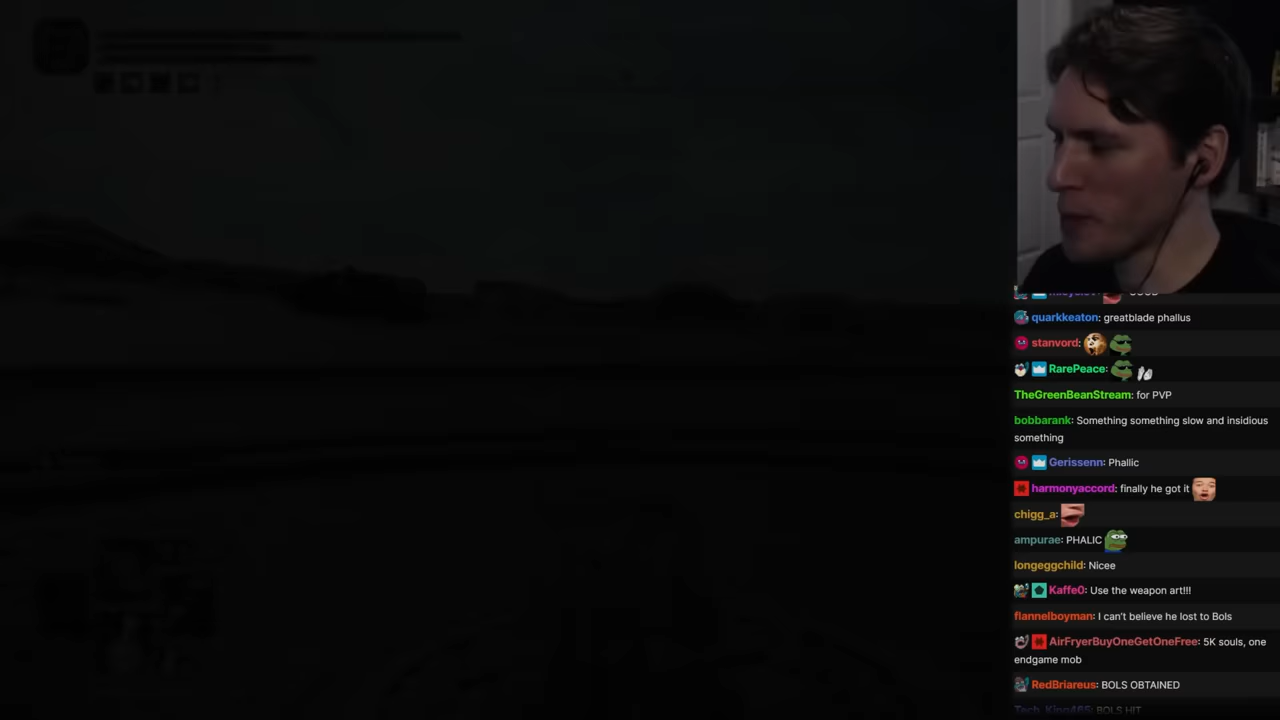 quarkkeaton: greatblade phallus
stanvord:
RarePeace:
TheGreenBeanStream: for PVP
bobbarank: Something something slow and insidious
something
Gerissenn: Phallic
harmonyaccord: finally he got it
chigg_a:
ampurae: PHALIC
longeggchild: Nicee
Kaffe0: Use the weapon art!!!
flannelboyman: I can't believe he lost to Bols
AirFryerBuyOneGetOneFree: 5K souls, one
endgame mob
RedBriareus: BOLS OBTAINED
BOLS HIT